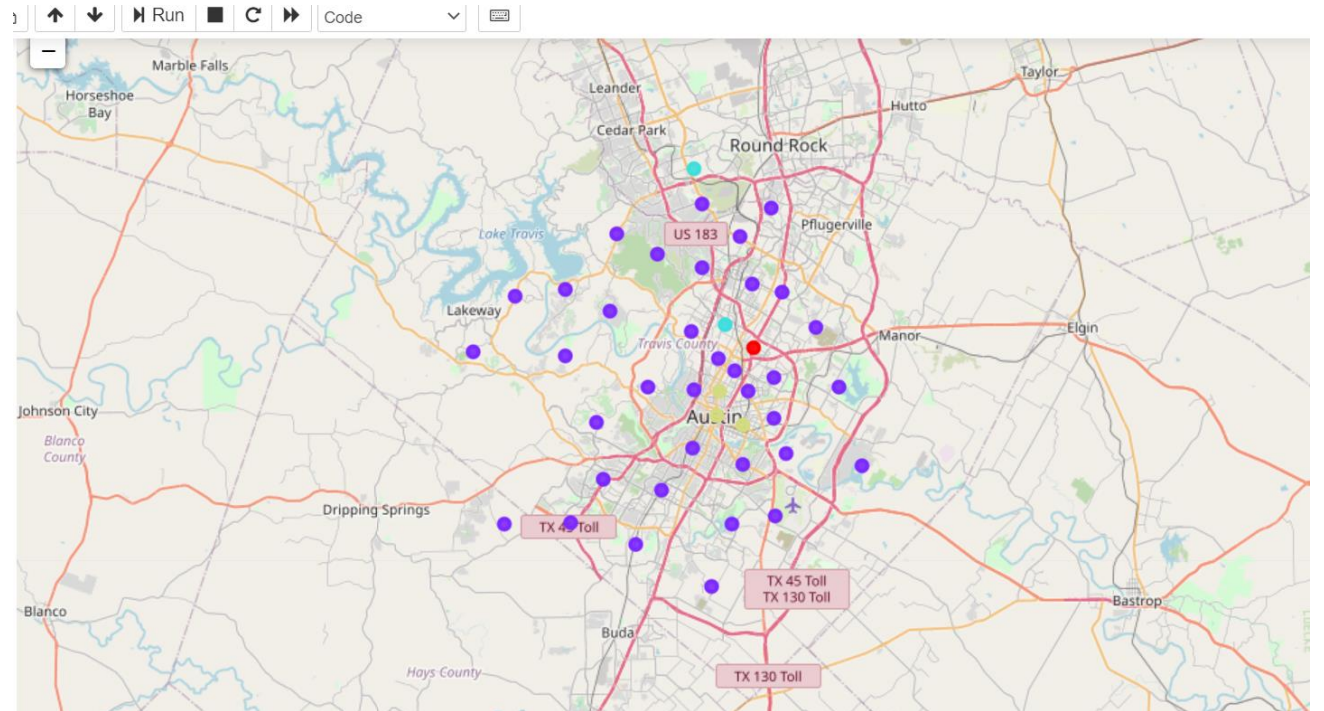 Run
Code
−
Marble Falls
Horseshoe
Bay
Leander
Cedar Park
Round Rock
Taylor
Hutto
Lake Travis
US 183
Pflugerville
Lakeway
Travis County
Manor
Elgin
Johnson City
Blanco
County
Austin
Dripping Springs
TX 45 Toll
TX 45 Toll
TX 130 Toll
Blanco
Bastrop
Buda
Hays County
TX 130 Toll